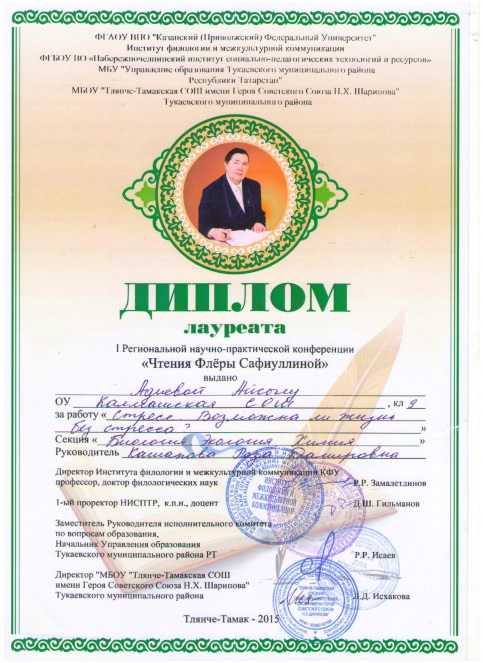 ФГАОУ ВПО "Казанский (Приволжский) Федеральный Университет"
Институт филологии и межкультурной коммуникации
ФГБОУ ВО «Набережночелнинский институт социально-педагогических технологий и ресурсов»
МБУ "Управление образования Тукаевского муниципального района
Республики Татарстан"
МБОУ "Тлянче-Тамакская СОШ имени Героя Советского Союза Н.Х. Шарипова"
Тукаевского муниципального района
ДИПЛОМ
лауреата
I Региональной научно-практической конференции
«Чтения Флёры Сафиуллиной»
выдано
Адиевой Айсылу
ОУ Калмашская СОШ , кл 9
за работу « Стресс. Возможна ли жизнь
без стресса? »
Секция « Биология Экология Химия »
Руководитель Кашапова
Директор Института филологии и межкультурной коммуникации КФУ
профессор, доктор филологических наук Р.Р. Замалетдинов
1-ый проректор НИСПТР, к.п.н., доцент Д.Ш. Гильманов
Заместитель Руководителя исполнительного комитета
по вопросам образования,
Начальник Управления образования
Тукаевского муниципального района РТ Р.Р. Исаев
Директор "МБОУ "Тлянче-Тамакская СОШ
имени Героя Советского Союза Н.Х. Шарипова"
Тукаевского муниципального района Л.Д. Исхакова
ИНСТИТУТ
ФИЛОЛОГИИ И
МЕЖКУЛЬТУРНОЙ
КОММУНИКАЦИИ
Тлянче-Тамак - 2015